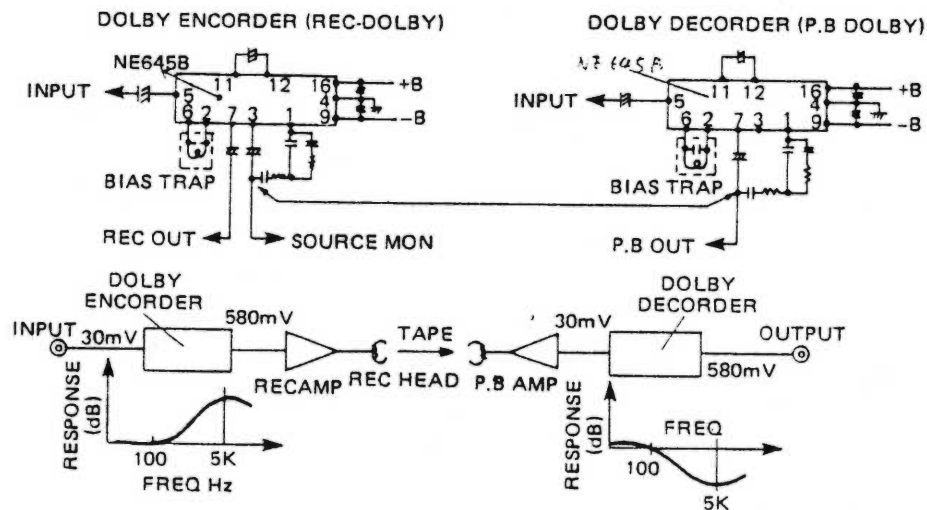 DOLBY ENCORDER (REC-DOLBY)
NE645B
INPUT
5
11
12
16
4
9
6
2
7
3
1
+B
-B
BIAS TRAP
REC OUT
SOURCE MON
DOLBY DECORDER (P.B DOLBY)
NE645B
INPUT
5
11
12
16
4
9
6
2
7
3
1
+B
-B
BIAS TRAP
P.B OUT
DOLBY
ENCORDER
INPUT
30mV
580mV
RECAMP
REC HEAD
TAPE
P.B AMP
30mV
DOLBY
DECORDER
580mV
OUTPUT
RESPONSE
(dB)
100
5K
FREQ Hz
RESPONSE
(dB)
FREQ
100
5K